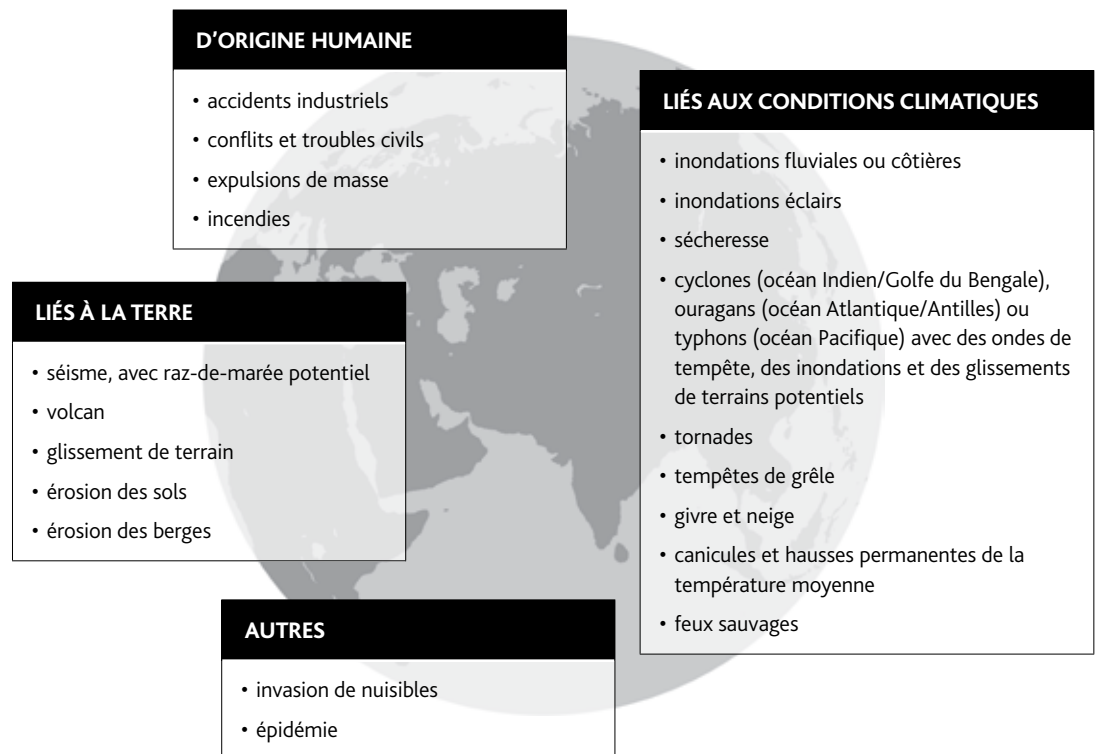 D'ORIGINE HUMAINE
• accidents industriels
• conflits et troubles civils
• expulsions de masse
• incendies
LIÉS AUX CONDITIONS CLIMATIQUES
• inondations fluviales ou côtières
• inondations éclairs
• sécheresse
• cyclones (océan Indien/Golfe du Bengale),
ouragans (océan Atlantique/Antilles) ou
typhons (océan Pacifique) avec des ondes de
tempête, des inondations et des glissements
de terrains potentiels
• tornades
• tempêtes de grêle
• givre et neige
• canicules et hausses permanentes de la
température moyenne
• feux sauvages
LIÉS À LA TERRE
• séisme, avec raz-de-marée potentiel
• volcan
• glissement de terrain
• érosion des sols
• érosion des berges
AUTRES
• invasion de nuisibles
• épidémie